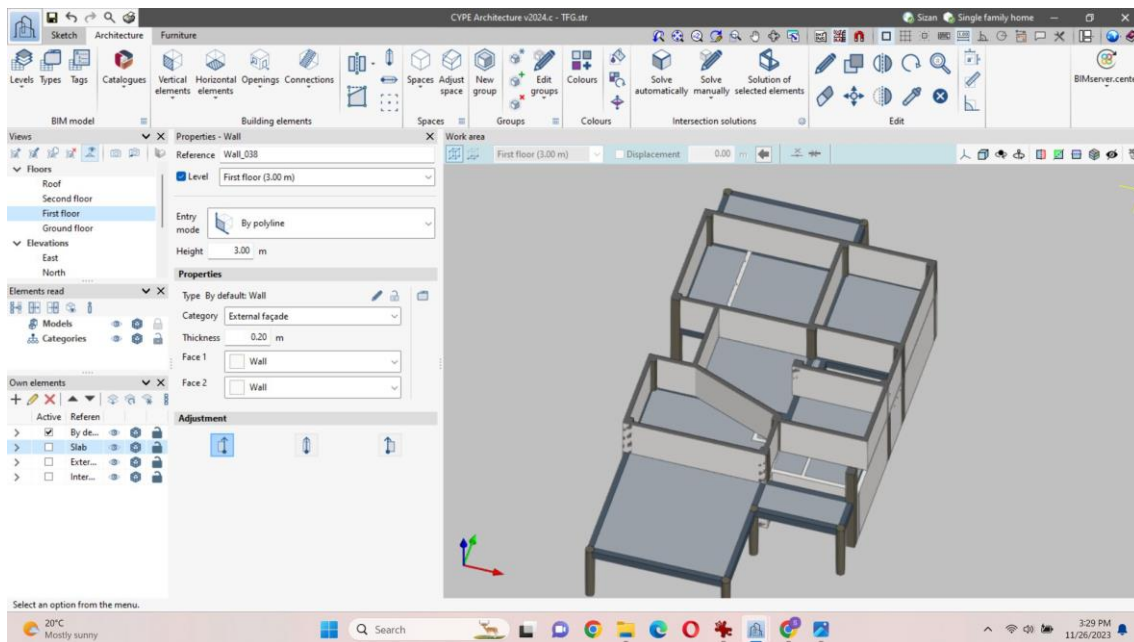 CYPE Architecture v2024.c - TFG.str
Sizan
Single family home
Sketch
Architecture
Furniture
Levels
Types
Tags
Catalogues
Vertical elements
Horizontal elements
Openings
Connections
Spaces
Adjust space
New group
Edit groups
Colours
Solve automatically
Solve manually
Solution of selected elements
BIMserver.cente
BIM model
Building elements
Spaces
Groups
Colours
Intersection solutions
Edit
Views
Floors
Roof
Second floor
First floor
Ground floor
Elevations
East
North
Elements read
Models
Categories
Own elements
Active
Referen
By de...
Slab
Exter...
Inter...
Properties - Wall
Reference
Wall_038
Level
First floor (3.00 m)
Entry mode
By polyline
Height
3.00 m
Properties
Type By default: Wall
Category
External façade
Thickness
0.20 m
Face 1
Wall
Face 2
Wall
Adjustment
Work area
First floor (3.00 m)
Displacement
0.00 m
Select an option from the menu.
20°C
Mostly sunny
Search
3:29 PM
11/26/2023